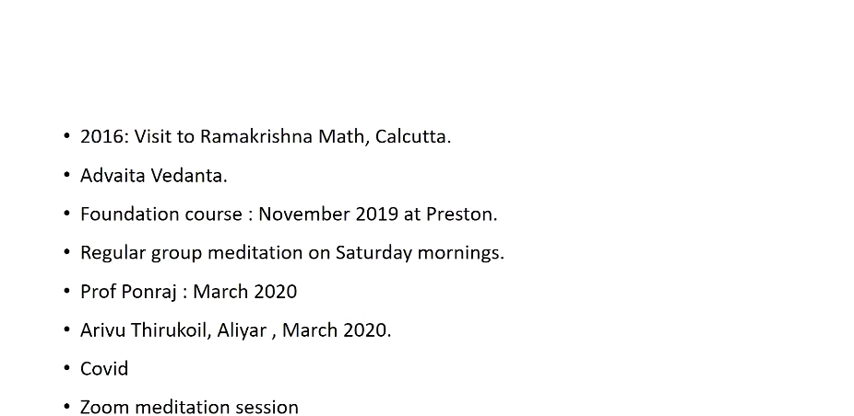 • 2016: Visit to Ramakrishna Math, Calcutta.
• Advaita Vedanta.
• Foundation course : November 2019 at Preston.
• Regular group meditation on Saturday mornings.
• Prof Ponraj : March 2020
• Arivu Thirukoil, Aliyar , March 2020.
• Covid
• Zoom meditation session